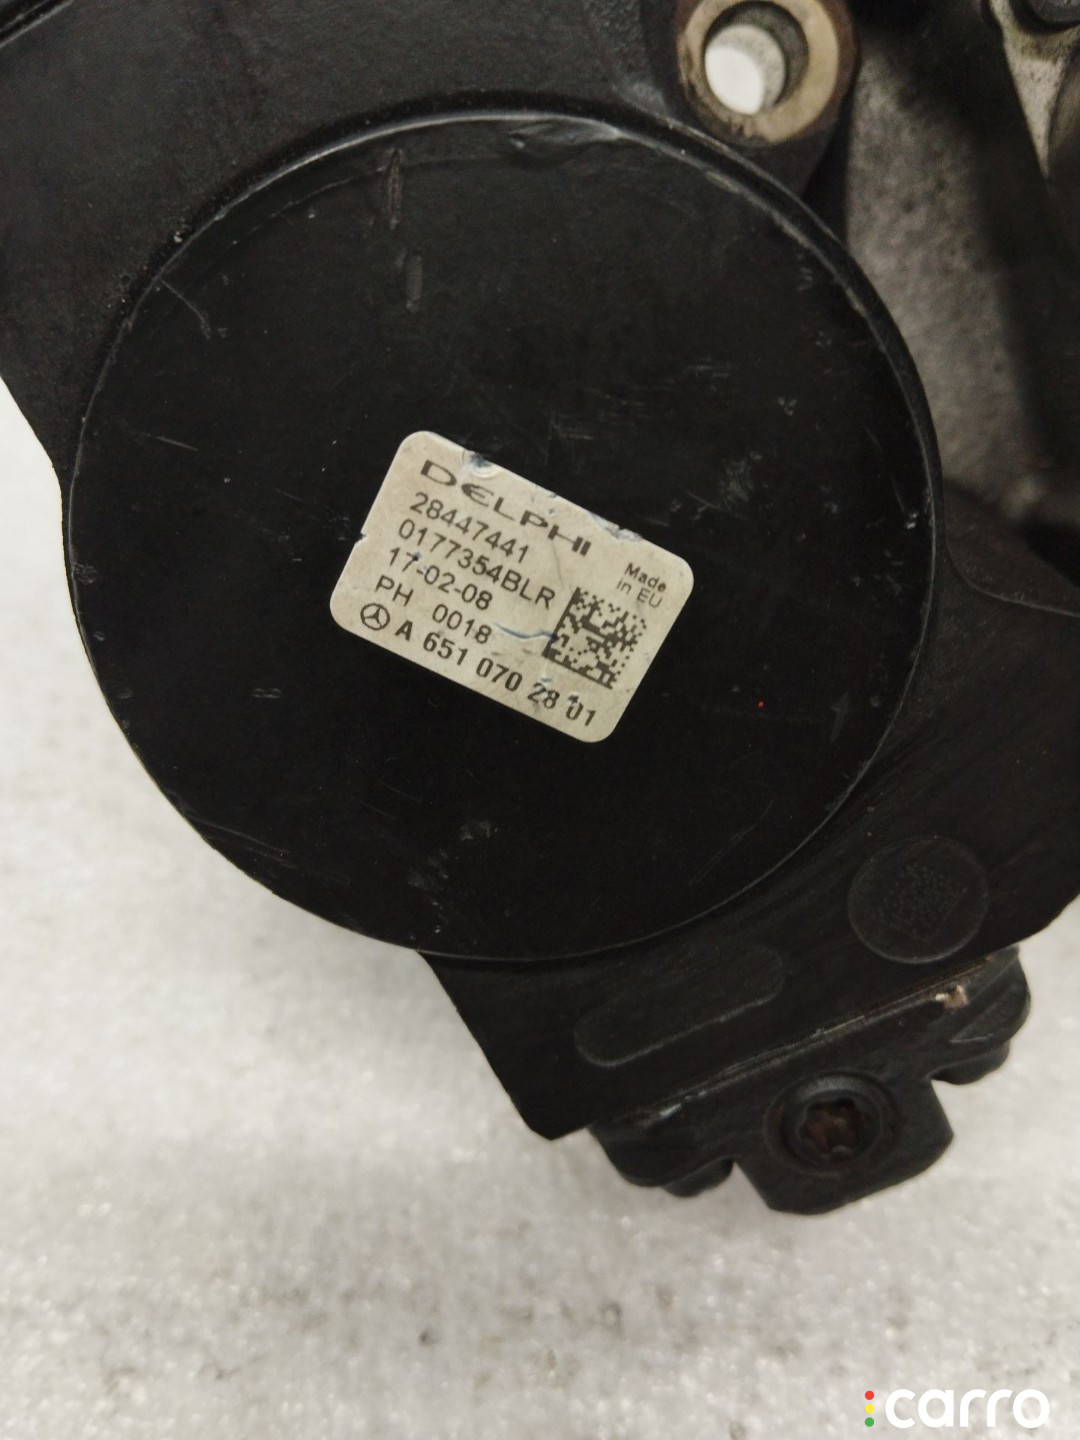 DELPHI
28447441
0177354BLR
17-02-08
PH 0018
A 651 070 28 01
Made
in EU
carro